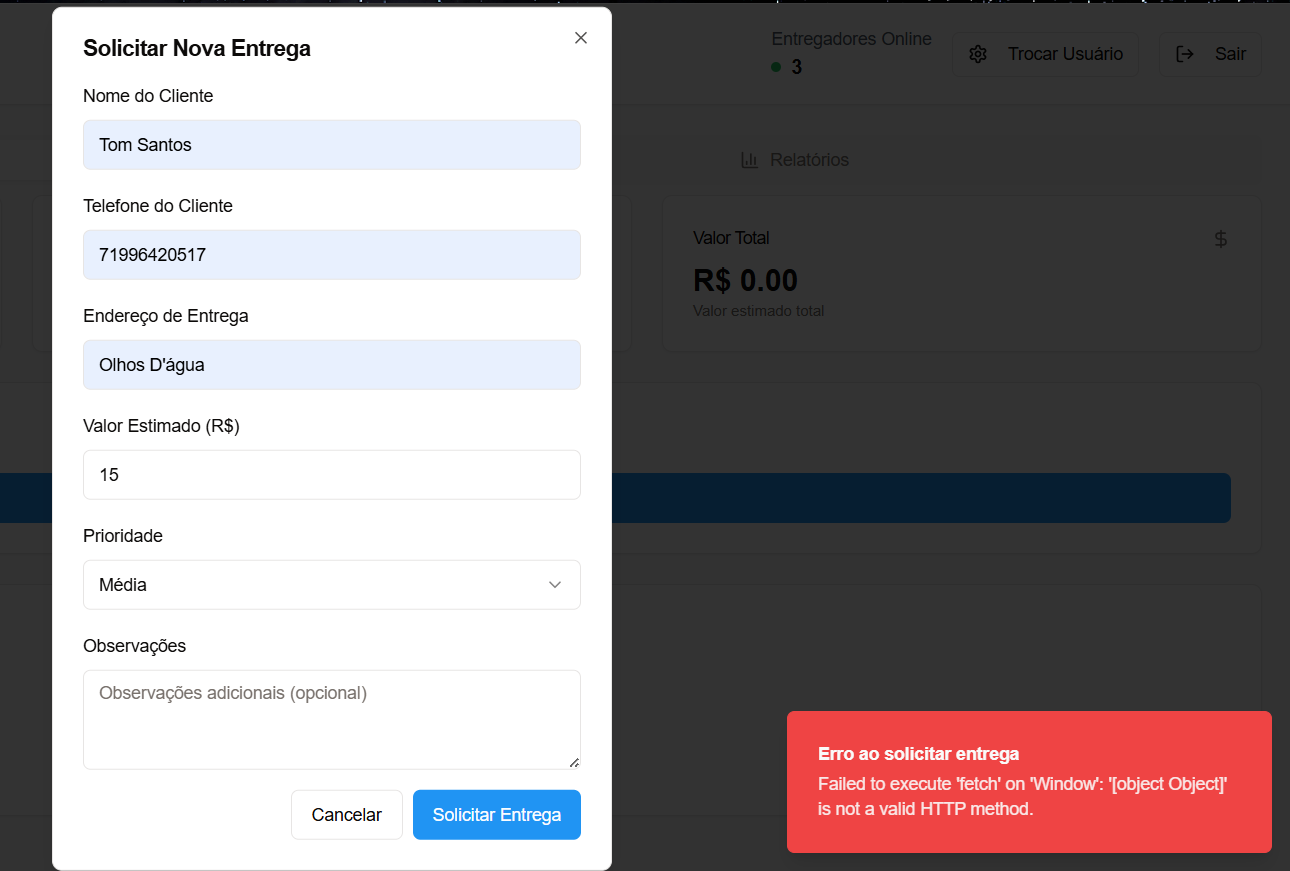 Solicitar Nova Entrega
Nome do Cliente
Tom Santos
Telefone do Cliente
71996420517
Endereço de Entrega
Olhos D'água
Valor Estimado (R$)
15
Prioridade
Média
Observações
Observações adicionais (opcional)
Cancelar
Solicitar Entrega
Entregadores Online
3
Trocar Usuário
Sair
Relatórios
Valor Total
$
R$ 0.00
Valor estimado total
Erro ao solicitar entrega
Failed to execute 'fetch' on 'Window': '[object Object]'
is not a valid HTTP method.